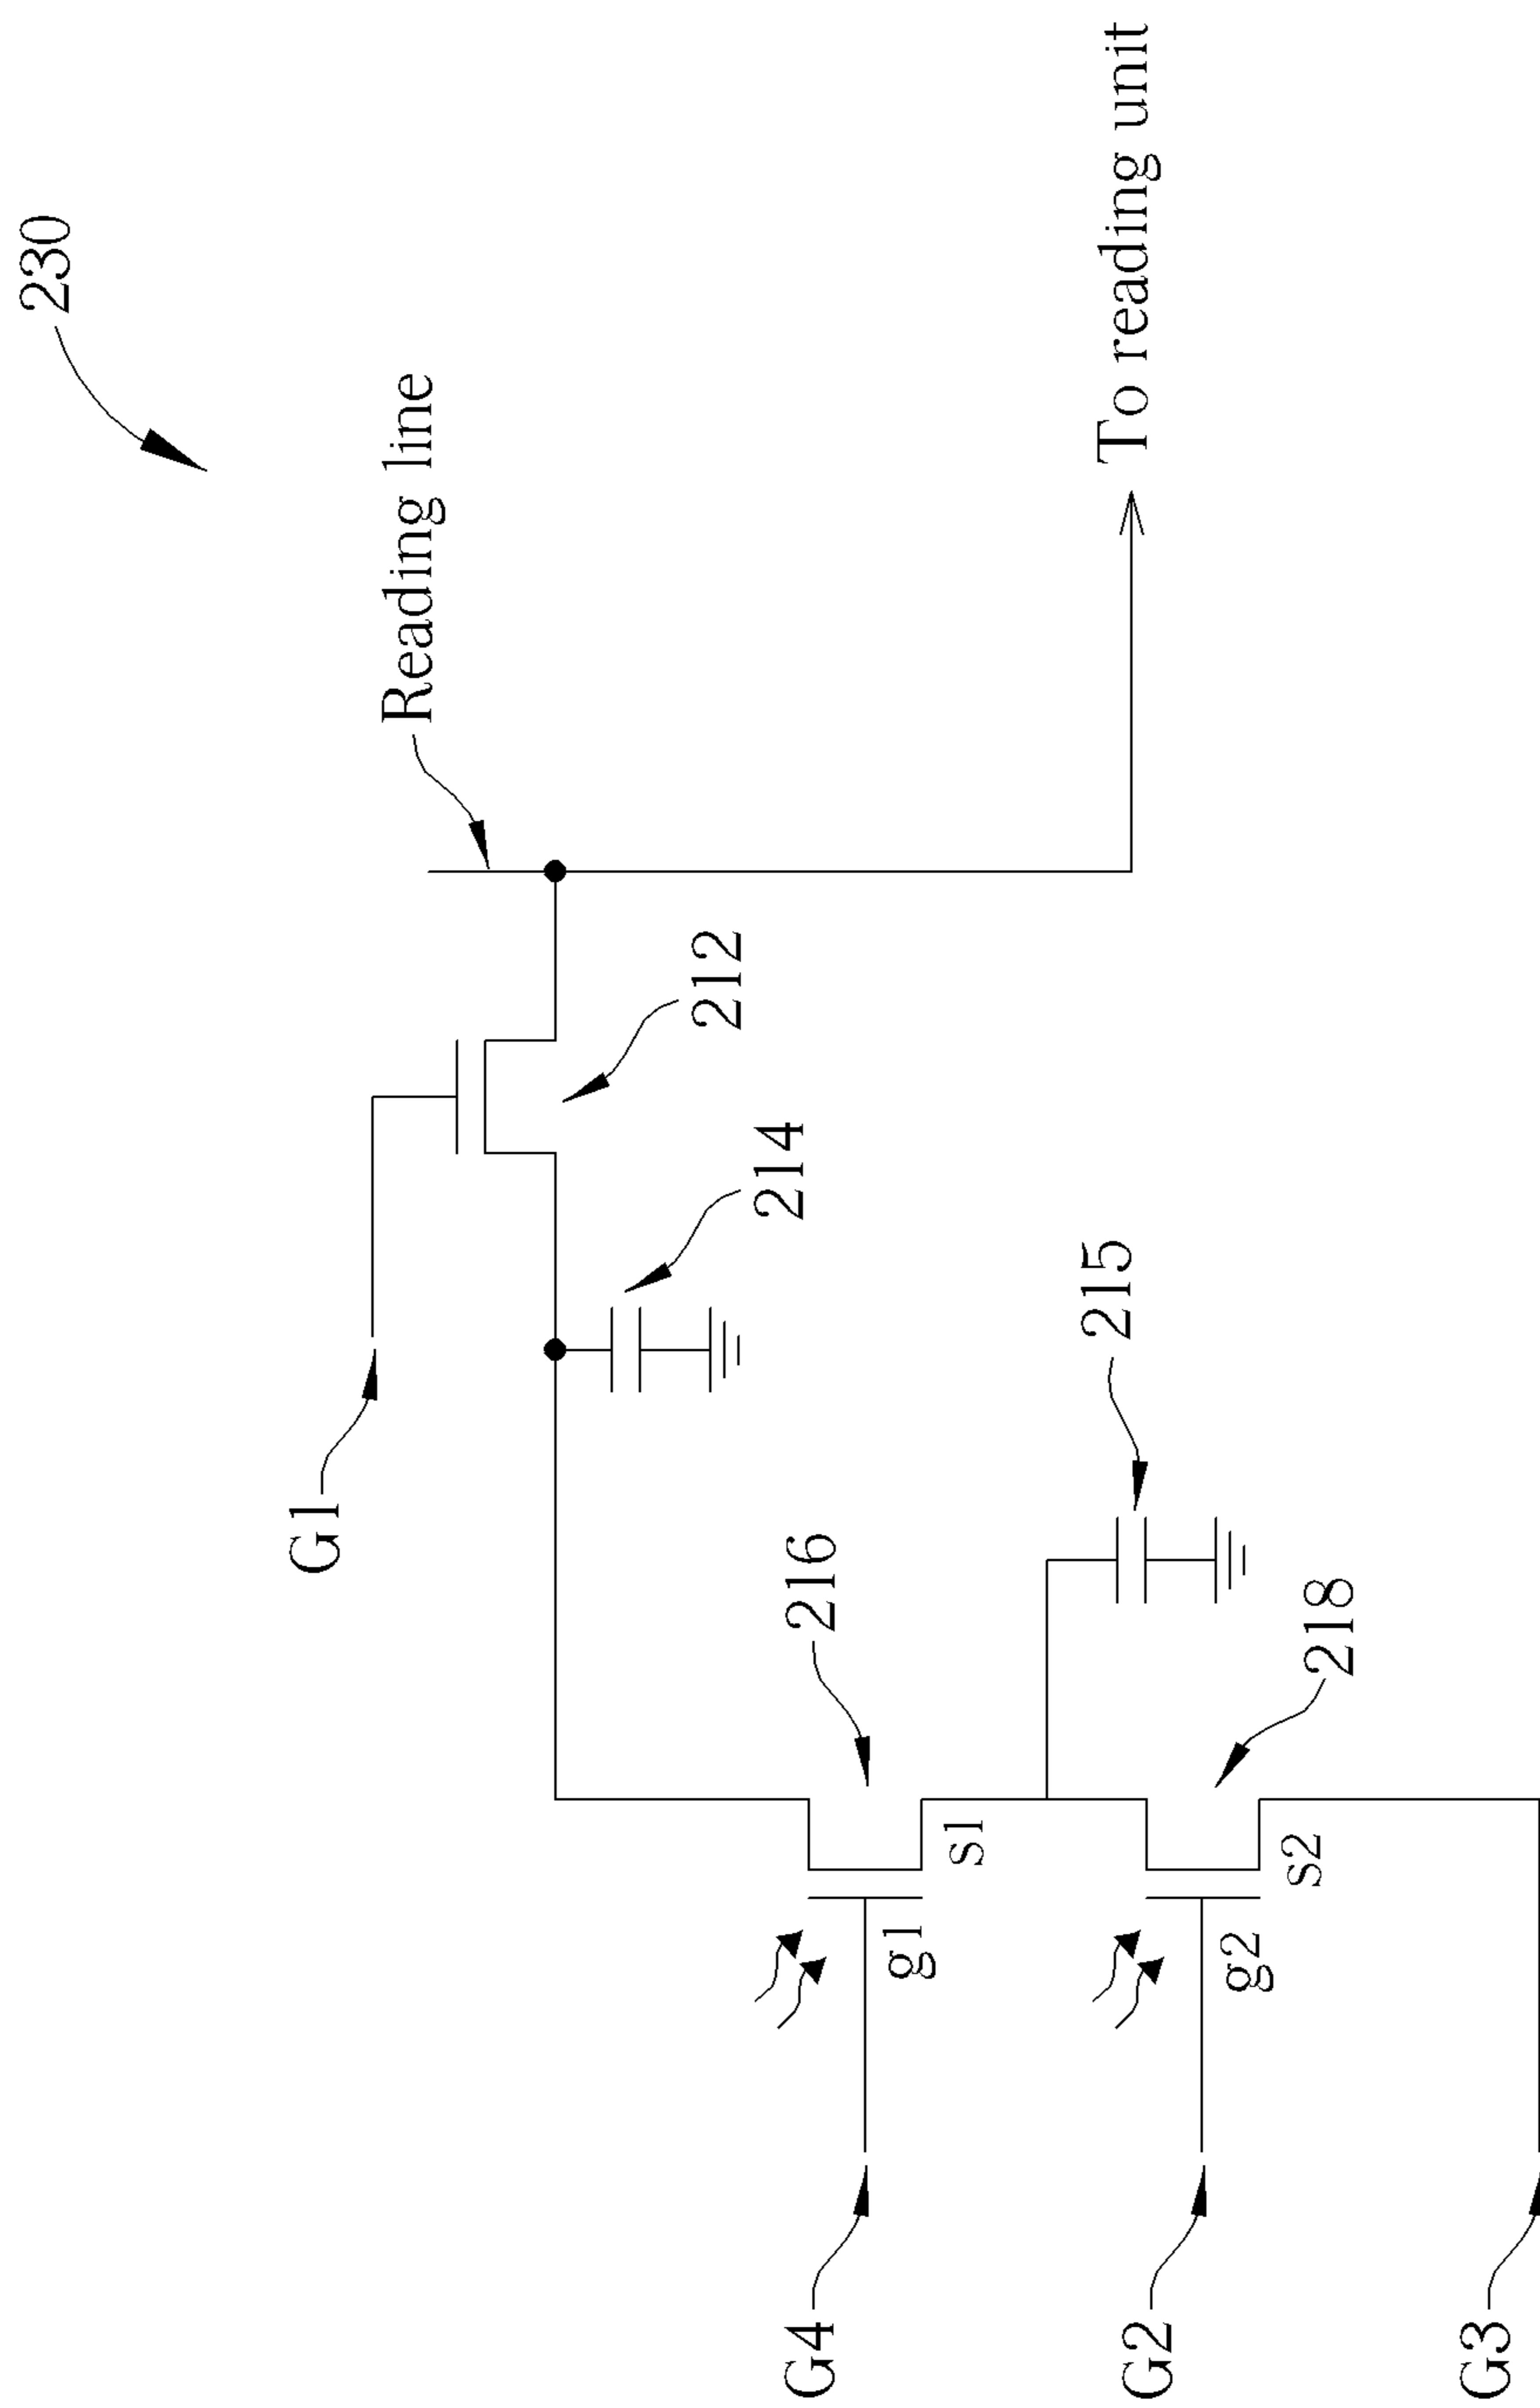 230
Reading line
G1
212
214
To reading unit
G4
216
g1
s1
215
G2
218
g2
s2
G3